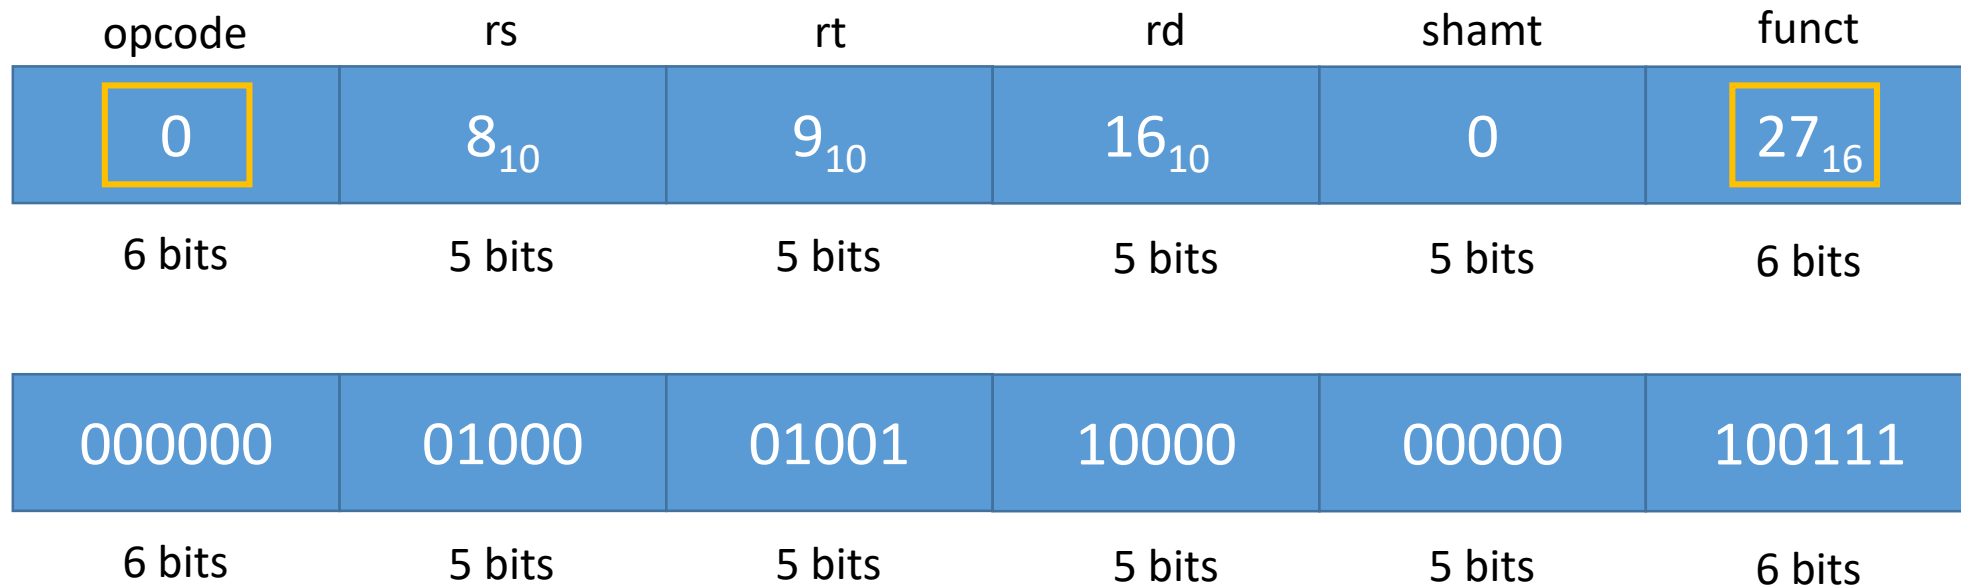 opcode rs rt rd shamt funct
0 8₁₀ 9₁₀ 16₁₀ 0 27₁₆
6 bits 5 bits 5 bits 5 bits 5 bits 6 bits
000000 01000 01001 10000 00000 100111
6 bits 5 bits 5 bits 5 bits 5 bits 6 bits